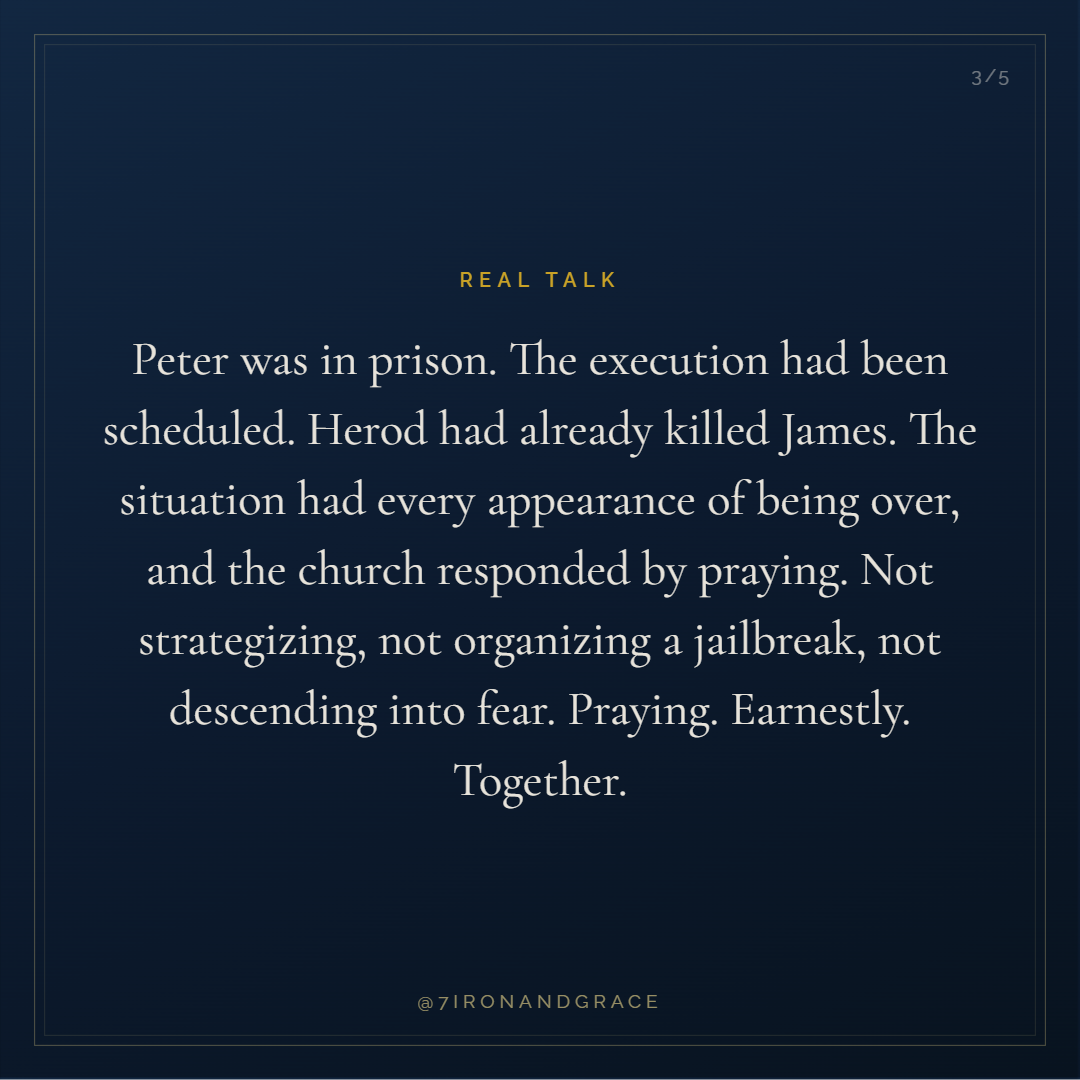 3/5
REAL TALK
Peter was in prison. The execution had been
scheduled. Herod had already killed James. The
situation had every appearance of being over,
and the church responded by praying. Not
strategizing, not organizing a jailbreak, not
descending into fear. Praying. Earnestly.
Together.
@7IRONANDGRACE